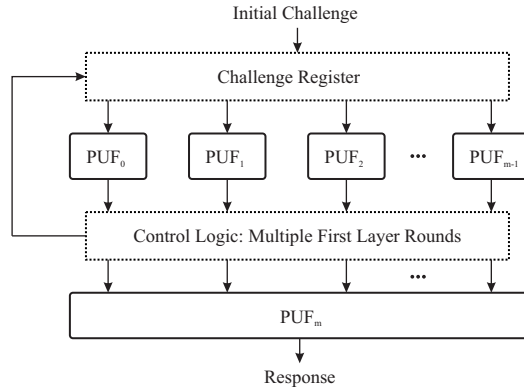 Initial Challenge
Challenge Register
PUF₀ PUF₁ PUF₂ ... PUFₘ₋₁
Control Logic: Multiple First Layer Rounds
...
PUFₘ
Response